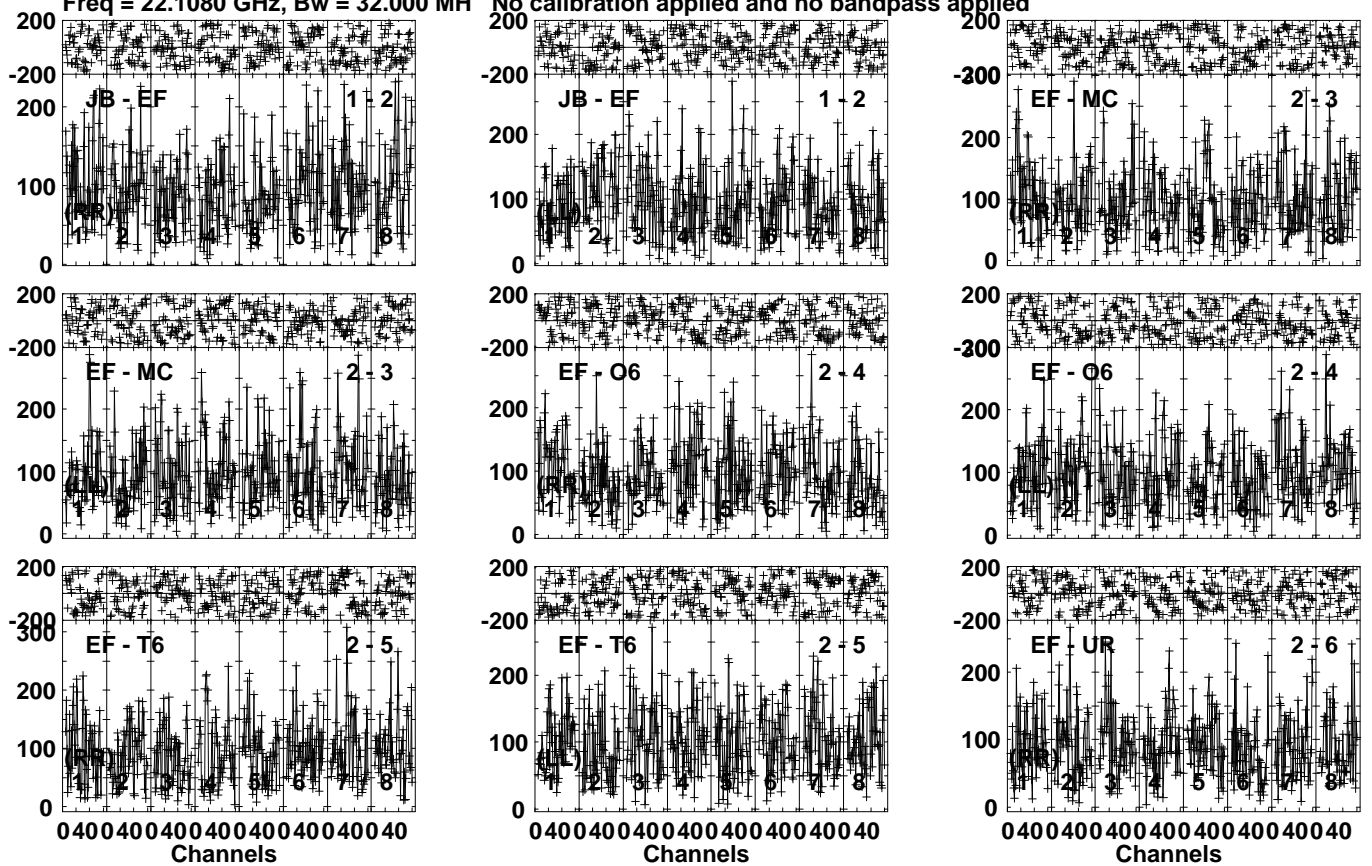 Freq = 22.1080 GHz, Bw = 32.000 MH No calibration applied and no bandpass applied
200 200 200
-200 -200 -200
300
JB - EF 1 - 2 JB - EF 1 - 2 EF - MC 2 - 3
200 200 200
100 100 100
(RR) (LL) (RR)
1 2 3 4 5 6 7 8 1 2 3 4 5 6 7 8 1 2 3 4 5 6 7 8
0 0 0
200 200 200
-200 -200 -200
300
EF - MC 2 - 3 EF - O6 2 - 4 EF - O6 2 - 4
200 200 200
100 100 100
(LL) (RR) (LL)
1 2 3 4 5 6 7 8 1 2 3 4 5 6 7 8 1 2 3 4 5 6 7 8
0 0 0
200 200 200
-200 -200 -200
300
EF - T6 2 - 5 EF - T6 2 - 5 EF - UR 2 - 6
200 200 200
100 100 100
(RR) (LL) (RR)
1 2 3 4 5 6 7 8 1 2 3 4 5 6 7 8 1 2 3 4 5 6 7 8
0 0 0
0 40 0 40 0 40 0 40 0 40 0 40 0 40 0 40 0 40 0 40 0 40 0 40 0 40 0 40 0 40 0 40 0 40 0 40 0 40 0 40 0 40 0 40 0 40 0 40
Channels Channels Channels